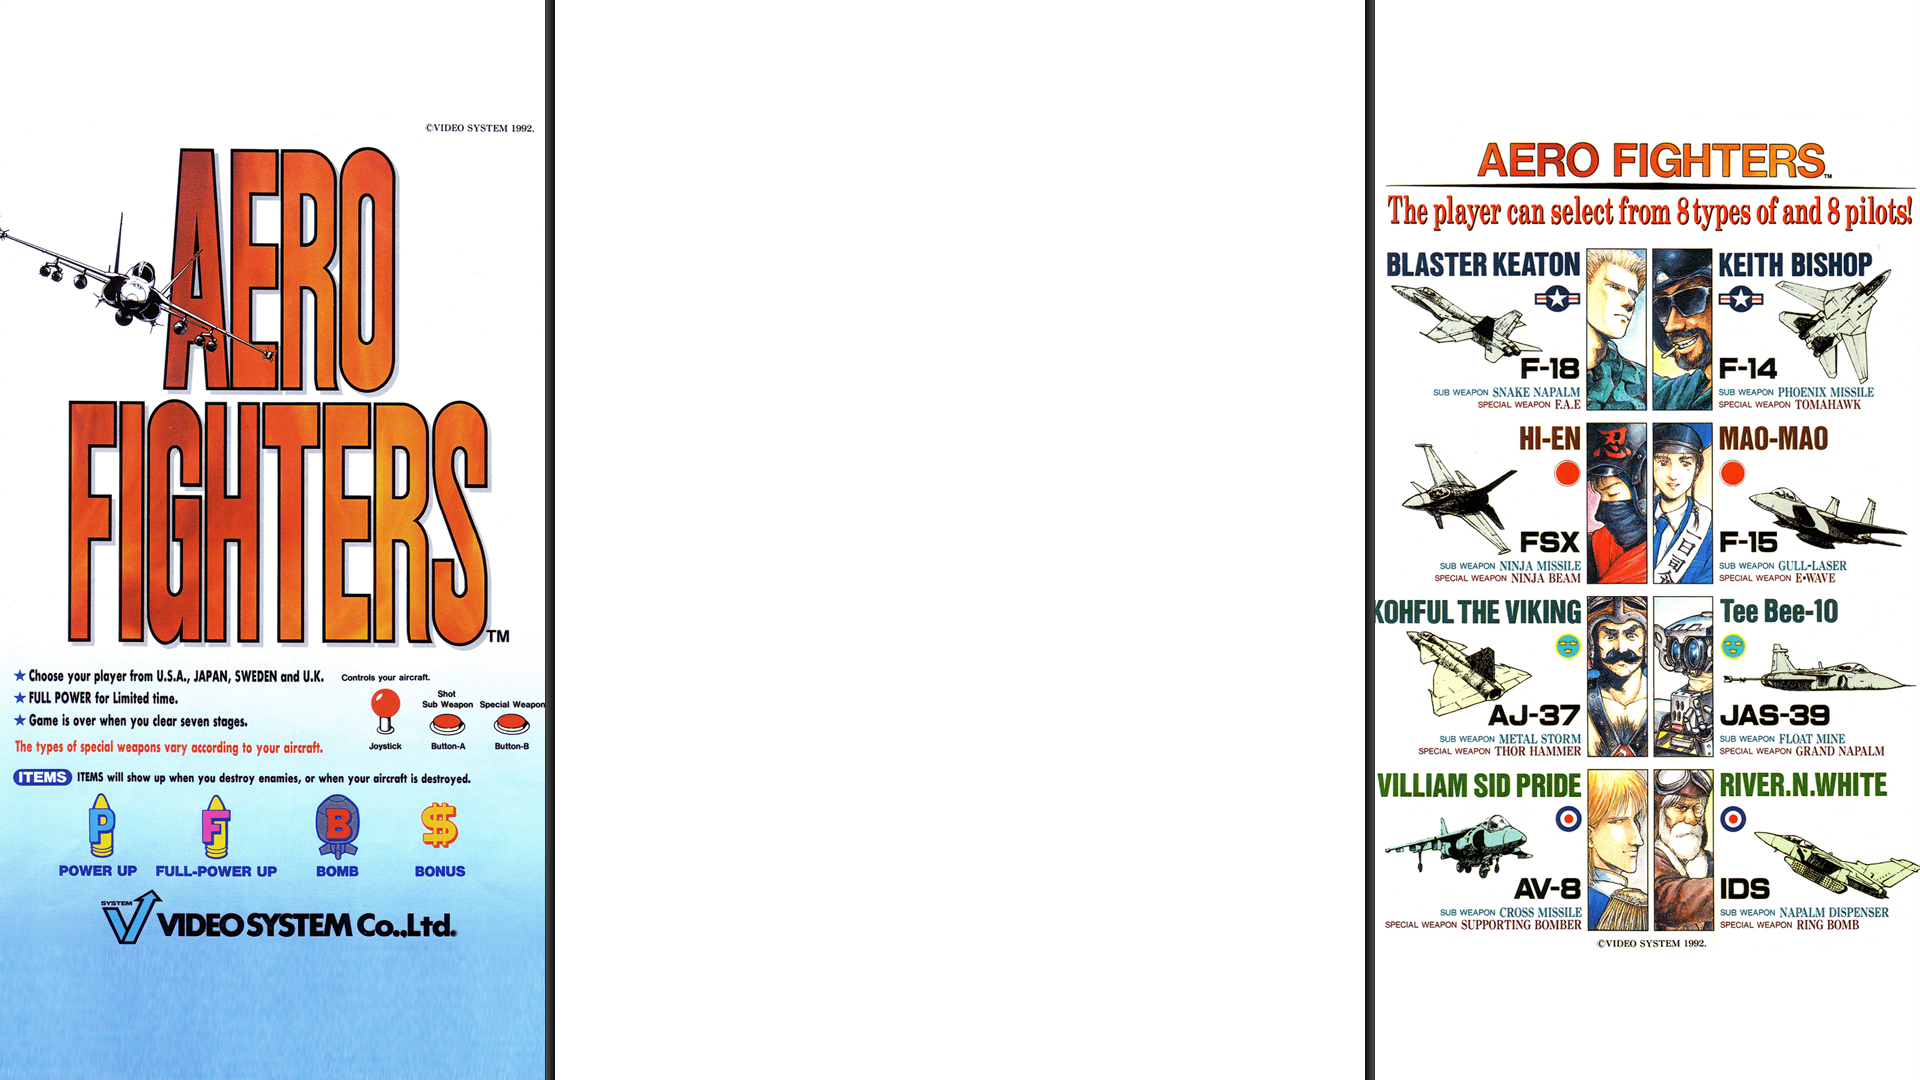 ©VIDEO SYSTEM 1992.
AERO
FIGHTERS™
★ Choose your player from U.S.A., JAPAN, SWEDEN and U.K.
★ FULL POWER for Limited time.
★ Game is over when you clear seven stages.
The types of special weapons vary according to your aircraft.
Controls your aircraft.
Shot
Sub Weapon
Special Weapon
Joystick
Button-A
Button-B
ITEMS ITEMS will show up when you destroy enamies, or when your aircraft is destroyed.
P
F
B
$
POWER UP
FULL-POWER UP
BOMB
BONUS
SYSTEM
V VIDEO SYSTEM Co.,Ltd.
AERO FIGHTERS™
The player can select from 8 types of and 8 pilots!
BLASTER KEATON
F-18
SUB WEAPON SNAKE NAPALM
SPECIAL WEAPON F.A.E
KEITH BISHOP
F-14
SUB WEAPON PHOENIX MISSILE
SPECIAL WEAPON TOMAHAWK
HI-EN
忍
FSX
SUB WEAPON NINJA MISSILE
SPECIAL WEAPON NINJA BEAM
MAO-MAO
一日司令
F-15
SUB WEAPON GULL-LASER
SPECIAL WEAPON E•WAVE
KOHFUL THE VIKING
AJ-37
SUB WEAPON METAL STORM
SPECIAL WEAPON THOR HAMMER
Tee Bee-10
JAS-39
SUB WEAPON FLOAT MINE
SPECIAL WEAPON GRAND NAPALM
VILLIAM SID PRIDE
AV-8
SUB WEAPON CROSS MISSILE
SPECIAL WEAPON SUPPORTING BOMBER
RIVER.N.WHITE
IDS
SUB WEAPON NAPALM DISPENSER
SPECIAL WEAPON RING BOMB
©VIDEO SYSTEM 1992.